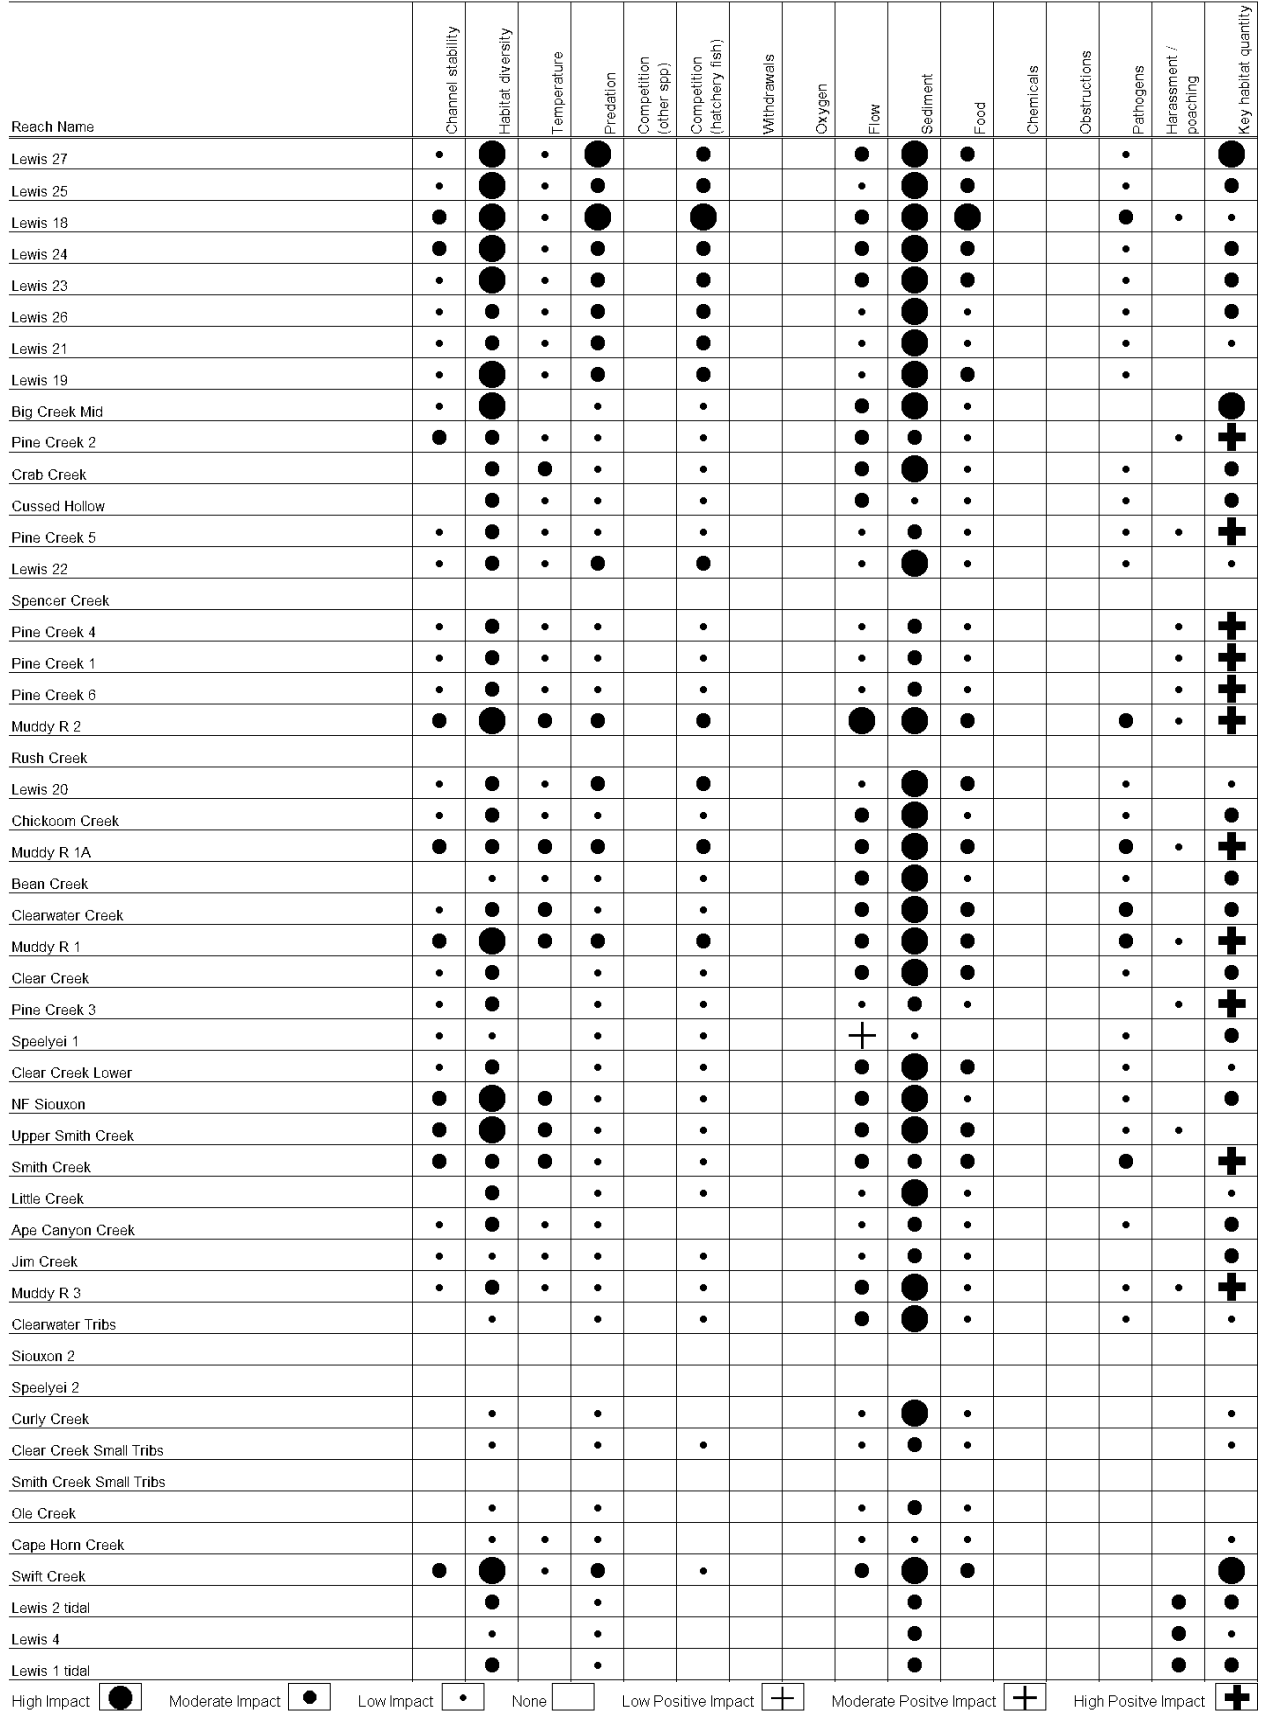 Reach Name
Channel stability
Habitat diversity
Temperature
Predation
Competition
(other spp)
Competition
(hatchery fish)
Withdrawals
Oxygen
Flow
Sediment
Food
Chemicals
Obstructions
Pathogens
Harassment /
poaching
Key habitat quantity
Lewis 27
Lewis 25
Lewis 18
Lewis 24
Lewis 23
Lewis 26
Lewis 21
Lewis 19
Big Creek Mid
Pine Creek 2
Crab Creek
Cussed Hollow
Pine Creek 5
Lewis 22
Spencer Creek
Pine Creek 4
Pine Creek 1
Pine Creek 6
Muddy R 2
Rush Creek
Lewis 20
Chickoom Creek
Muddy R 1A
Bean Creek
Clearwater Creek
Muddy R 1
Clear Creek
Pine Creek 3
Speelyei 1
Clear Creek Lower
NF Siouxon
Upper Smith Creek
Smith Creek
Little Creek
Ape Canyon Creek
Jim Creek
Muddy R 3
Clearwater Tribs
Siouxon 2
Speelyei 2
Curly Creek
Clear Creek Small Tribs
Smith Creek Small Tribs
Ole Creek
Cape Horn Creek
Swift Creek
Lewis 2 tidal
Lewis 4
Lewis 1 tidal
High Impact Moderate Impact Low Impact None Low Positive Impact Moderate Positve Impact High Positve Impact